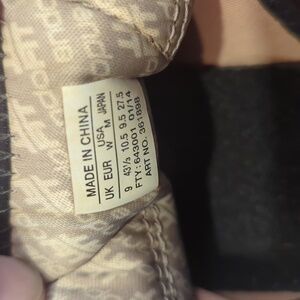 MADE IN CHINA
USA JAPAN
UK EUR W M
9 43⅓ 10.5 9.5 27.5
FTY: 643001 01/14
ART NO. 361898